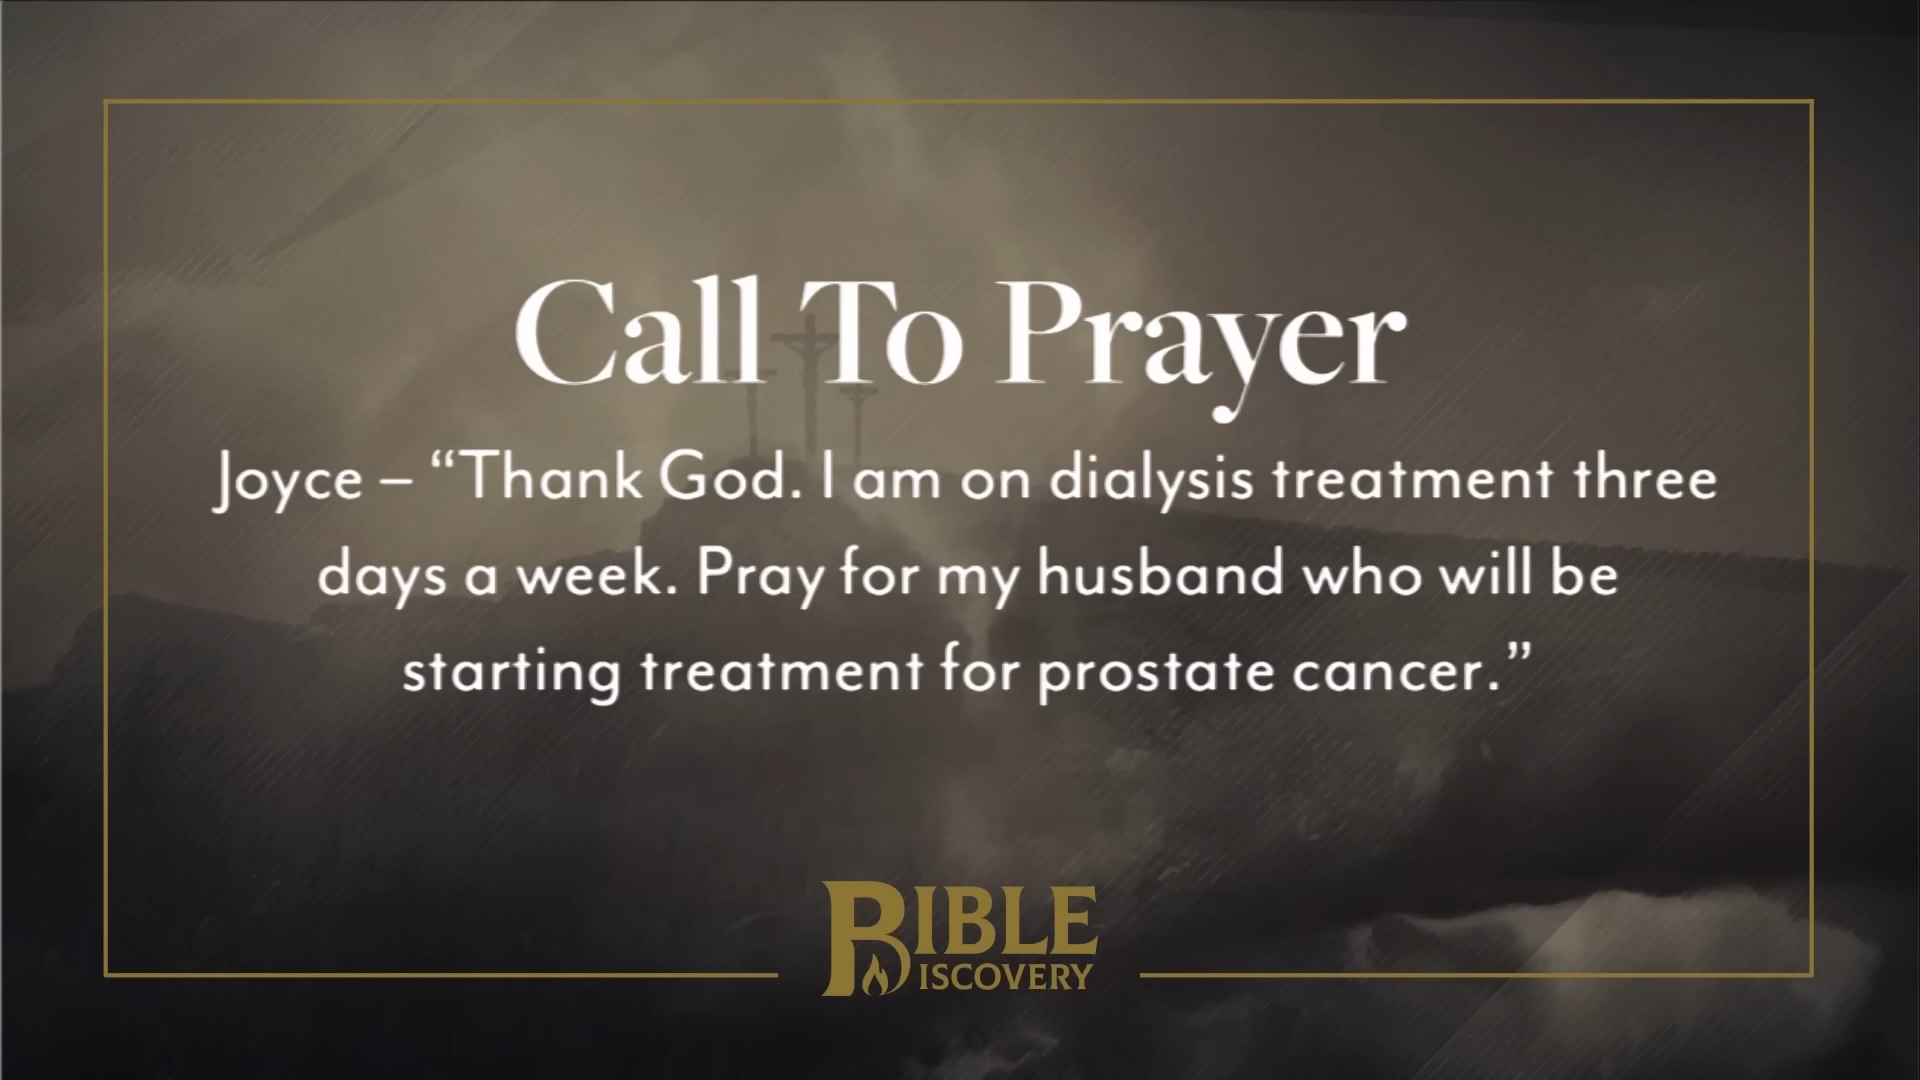 Call To Prayer
Joyce – “Thank God. I am on dialysis treatment three
days a week. Pray for my husband who will be
starting treatment for prostate cancer.”
BIBLE
DISCOVERY